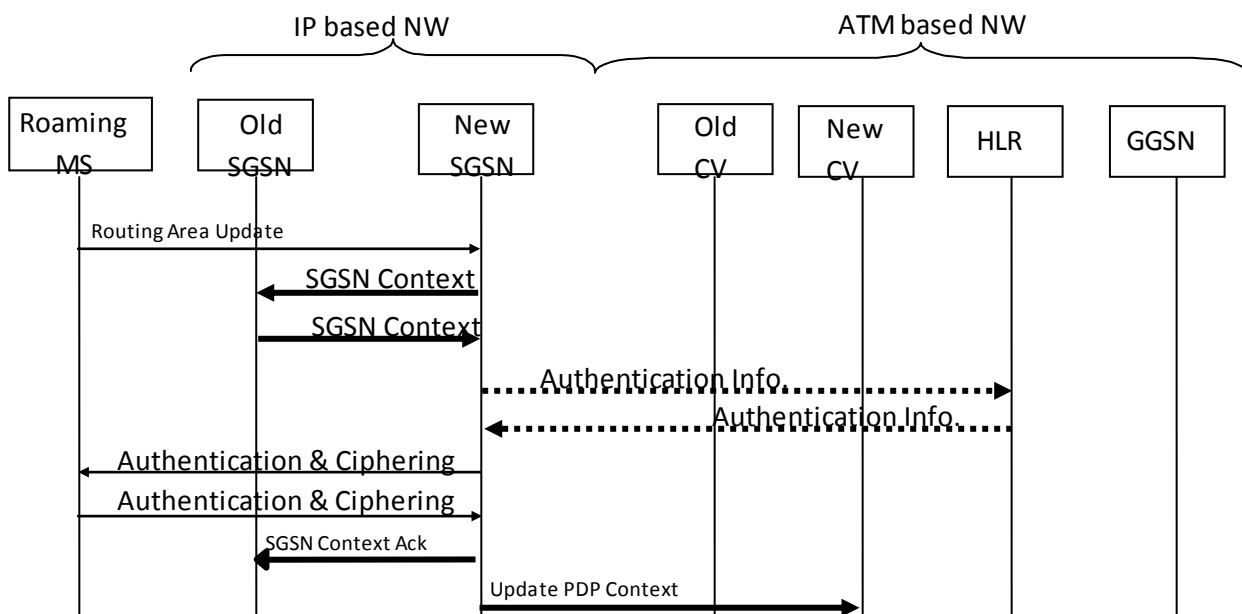 IP based NW
ATM based NW
Roaming
MS
Old
SGSN
New
SGSN
Old
CV
New
CV
HLR
GGSN
Routing Area Update
SGSN Context
SGSN Context
Authentication Info.
Authentication Info.
Authentication & Ciphering
Authentication & Ciphering
SGSN Context Ack
Update PDP Context